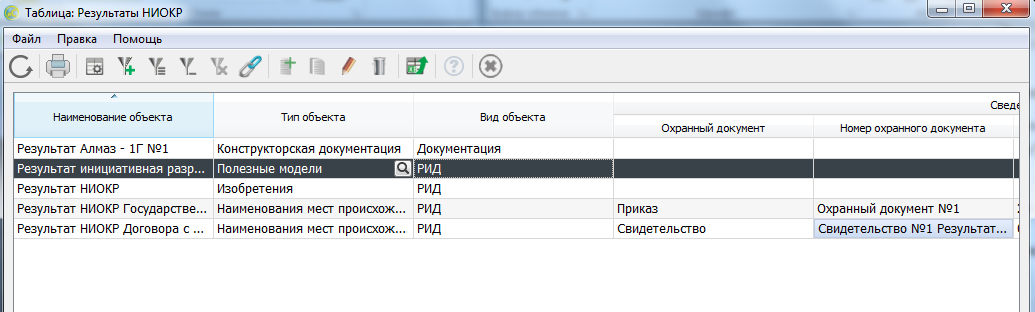 Таблица: Результаты НИОКР
Файл Правка Помощь
Сведе
Наименование объекта Тип объекта Вид объекта Охранный документ Номер охранного документа
Результат Алмаз - 1Г №1 Конструкторская документация Документация
Результат инициативная разр... Полезные модели РИД
Результат НИОКР Изобретения РИД
Результат НИОКР Государстве... Наименования мест происхож... РИД Приказ Охранный документ №1
Результат НИОКР Договора с ... Наименования мест происхож... РИД Свидетельство Свидетельство №1 Результат...